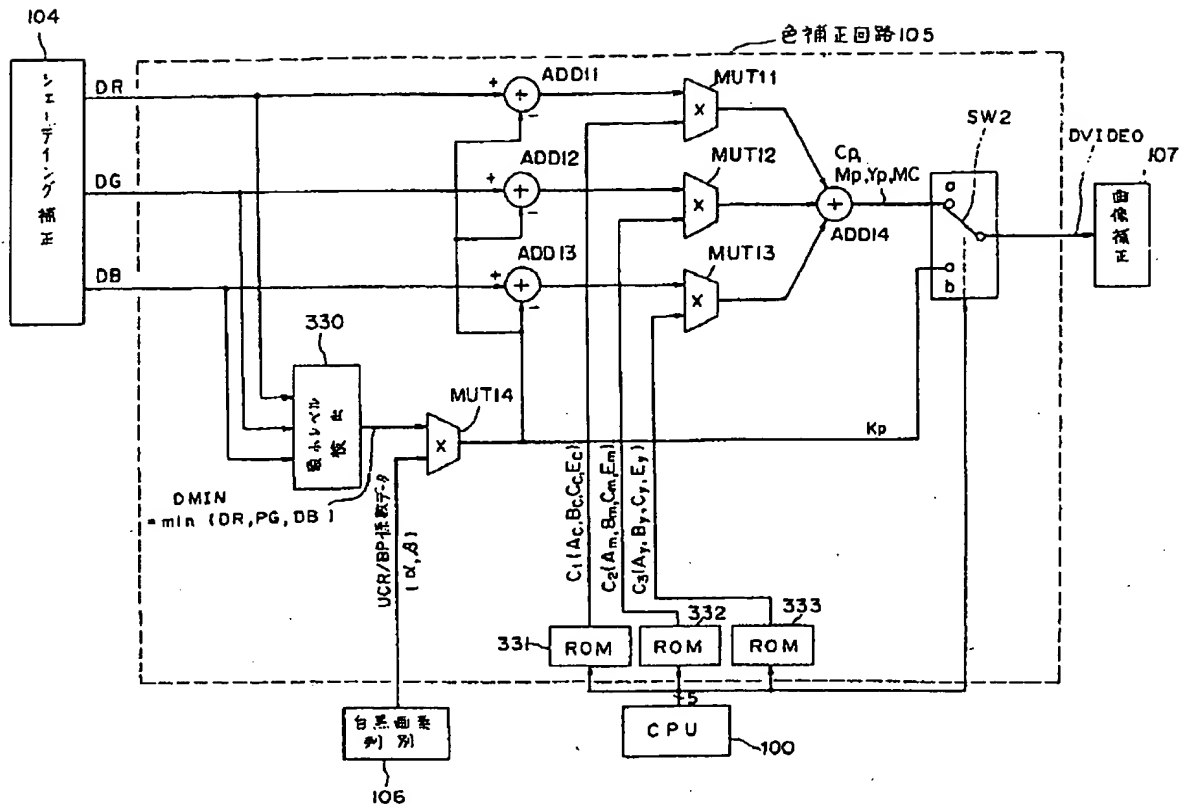 104
色補正回路105
シェーディング補正
DR
DG
DB
+
ADD11
+
-
MUT11
×
+
ADD12
+
-
MUT12
×
+
ADD13
+
-
MUT13
×
Cp,
Mp,Yp,MC
+
ADD14
SW2
a
b
DVIDEO
107
画像補正
330
最小レベル検出
MUT14
×
Kp
DMIN
=min (DR,PG,DB)
UCR/BP係数データ
(α,β)
C1(Ac,Bc,Cc,Ec)
C2(Am,Bm,Cm,Em)
C3(Ay,By,Cy,Ey)
331
ROM
332
ROM
333
ROM
5
CPU
100
白黒画素
判別
106